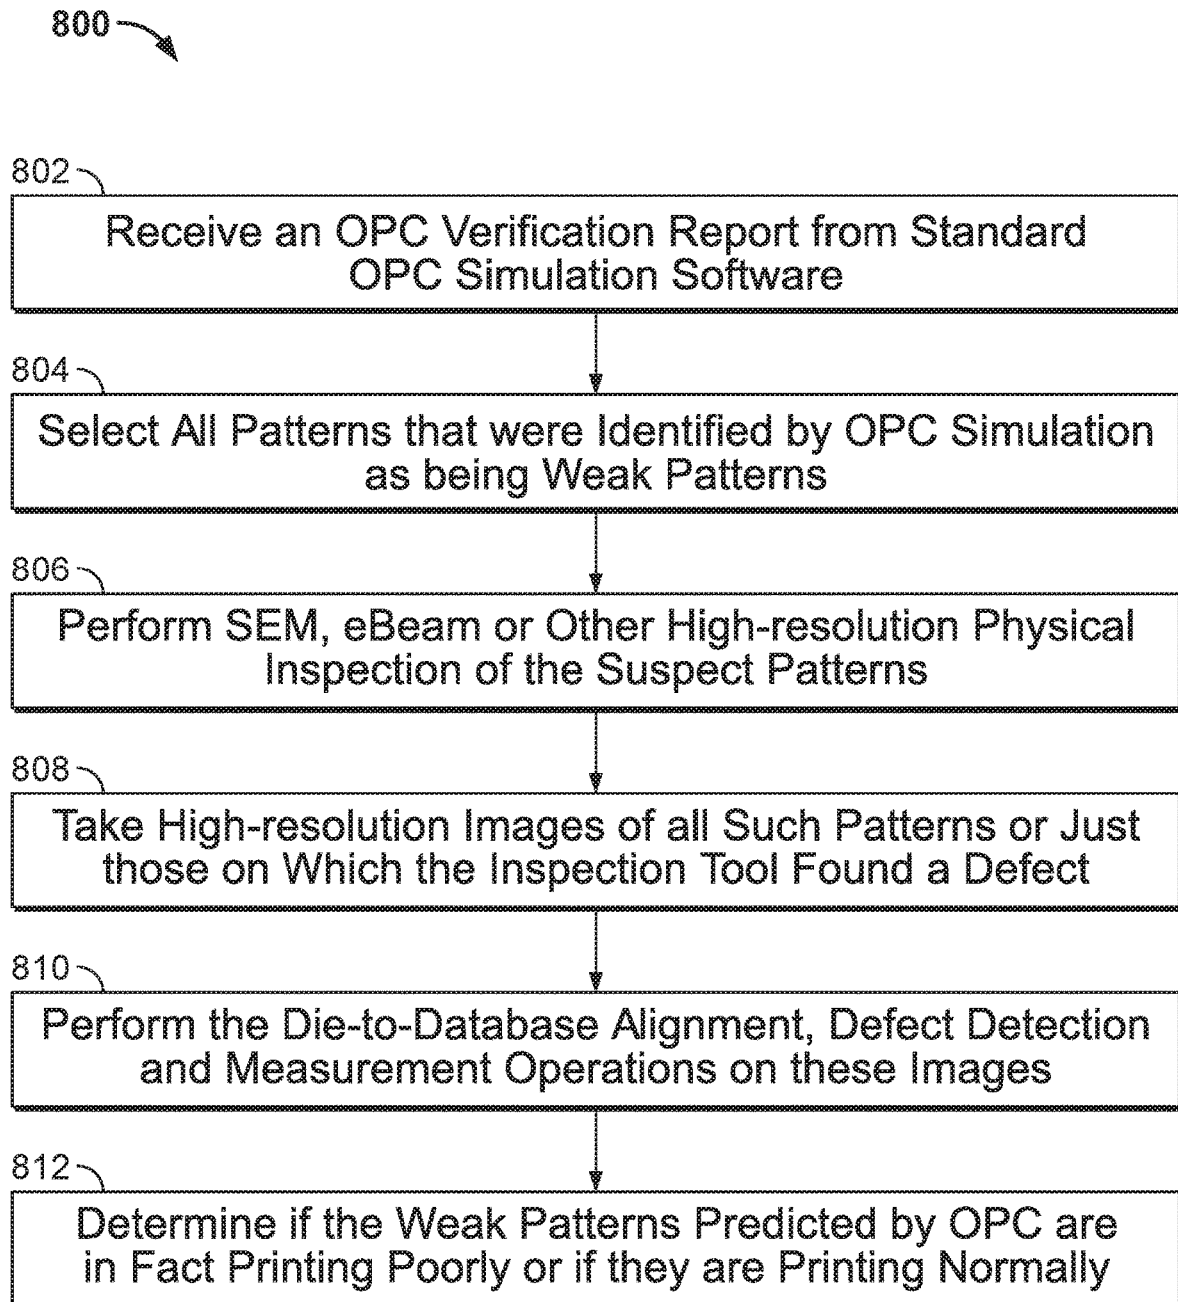 800
802
Receive an OPC Verification Report from Standard
OPC Simulation Software
804
Select All Patterns that were Identified by OPC Simulation
as being Weak Patterns
806
Perform SEM, eBeam or Other High-resolution Physical
Inspection of the Suspect Patterns
808
Take High-resolution Images of all Such Patterns or Just
those on Which the Inspection Tool Found a Defect
810
Perform the Die-to-Database Alignment, Defect Detection
and Measurement Operations on these Images
812
Determine if the Weak Patterns Predicted by OPC are
in Fact Printing Poorly or if they are Printing Normally